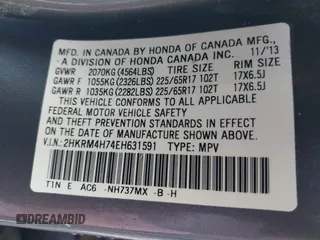 MFD. IN CANADA BY HONDA OF CANADA MFG.,
A DIVISION OF HONDA CANADA INC. 11/13
GVWR 2070KG (4564LBS) TIRE SIZE RIM SIZE
GAWR F 1055KG (2326LBS) 225/65R17 102T 17X6.5J
GAWR R 1035KG (2282LBS) 225/65R17 102T 17X6.5J
THIS VEHICLE CONFORMS TO ALL APPLICABLE
FEDERAL MOTOR VEHICLE SAFETY AND THEFT
PREVENTION STANDARDS IN EFFECT ON THE DATE
OF MANUFACTURE SHOWN ABOVE.
V.I.N.: 2HKRM4H74EH631591 TYPE: MPV
TIN E AC6 -NH737MX -B -H
© DREAMBID